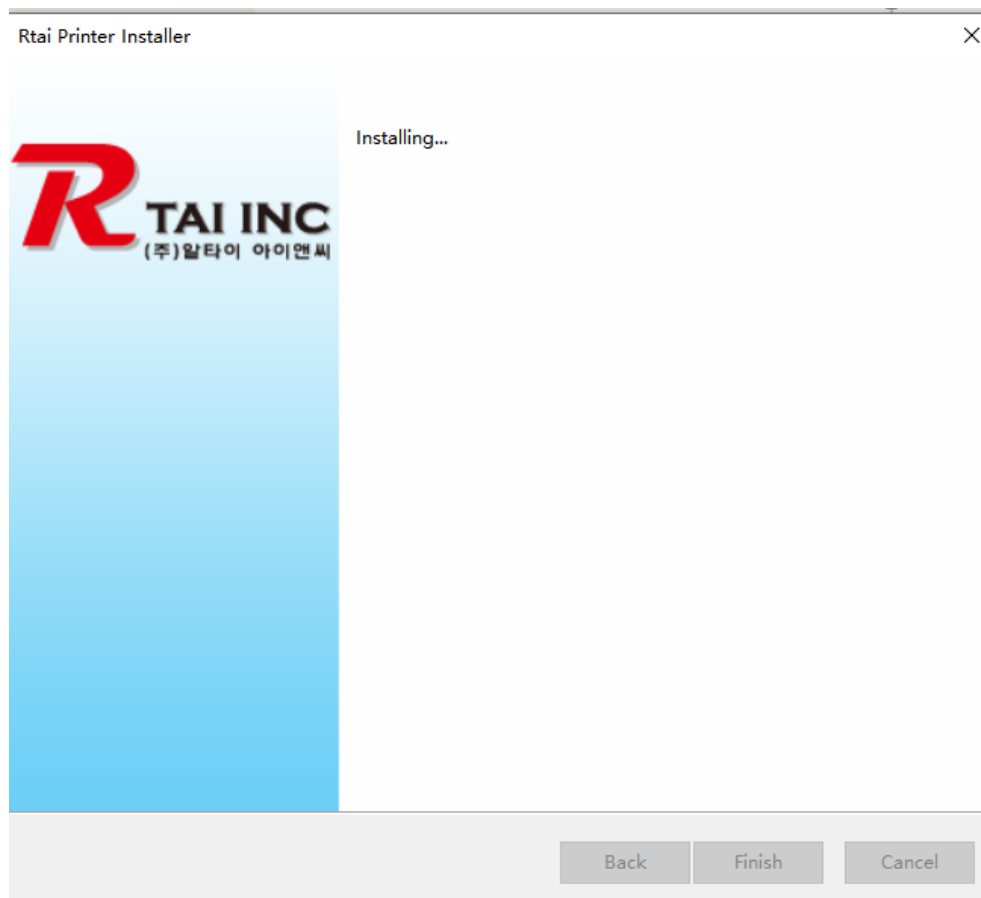 Rtai Printer Installer
Installing...
R TAI INC
(주)알타이 아이앤씨
Back
Finish
Cancel